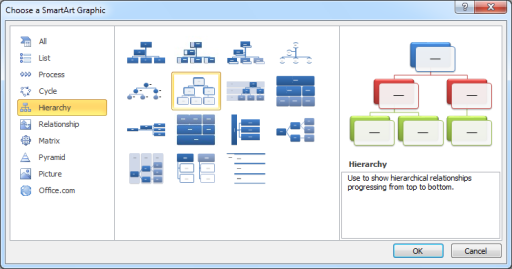 Choose a SmartArt Graphic
All
List
Process
Cycle
Hierarchy
Relationship
Matrix
Pyramid
Picture
Office.com
Hierarchy
Use to show hierarchical relationships
progressing from top to bottom.
OK
Cancel